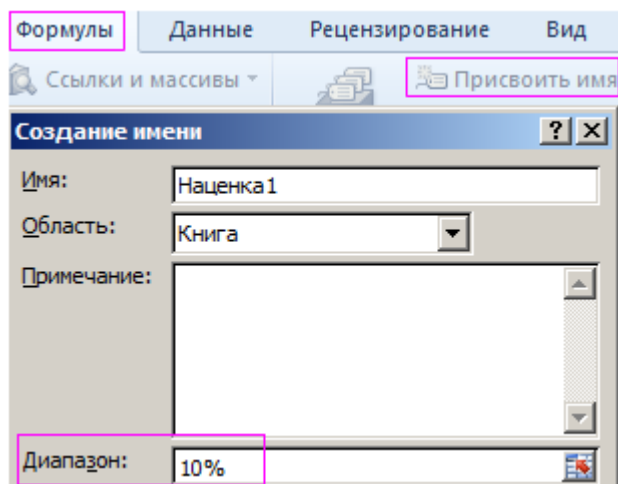 Формулы Данные Рецензирование Вид
Ссылки и массивы Присвоить имя
Создание имени
Имя: Наценка1
Область: Книга
Примечание:
Диапазон: 10%